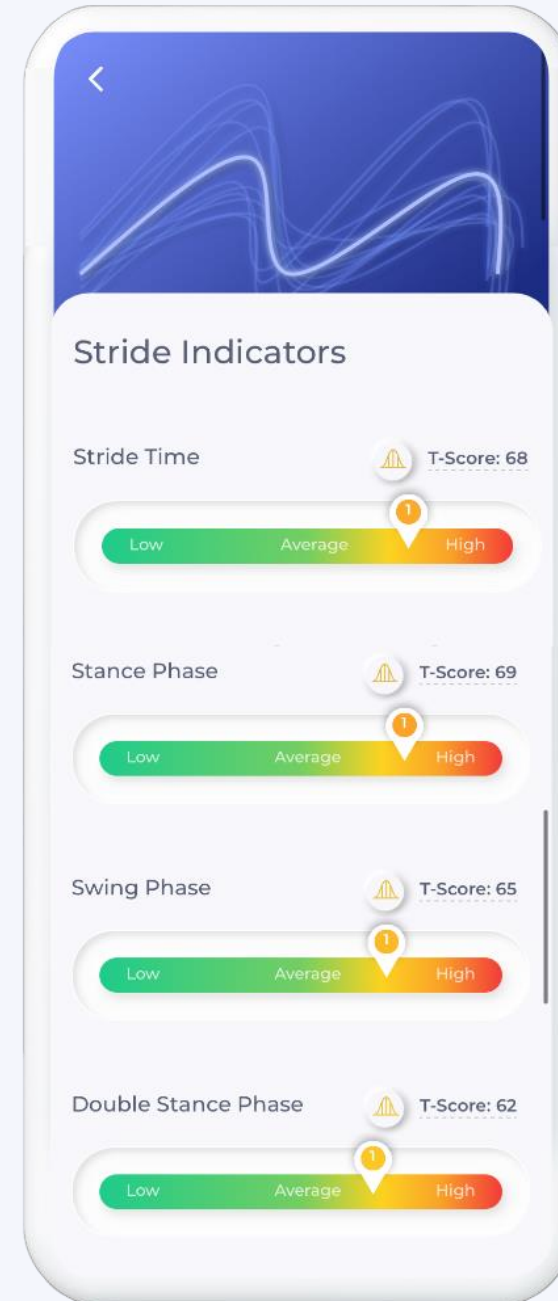 Stride Indicators
Stride Time T-Score: 68
1
Low Average High
Stance Phase T-Score: 69
1
Low Average High
Swing Phase T-Score: 65
1
Low Average High
Double Stance Phase T-Score: 62
1
Low Average High